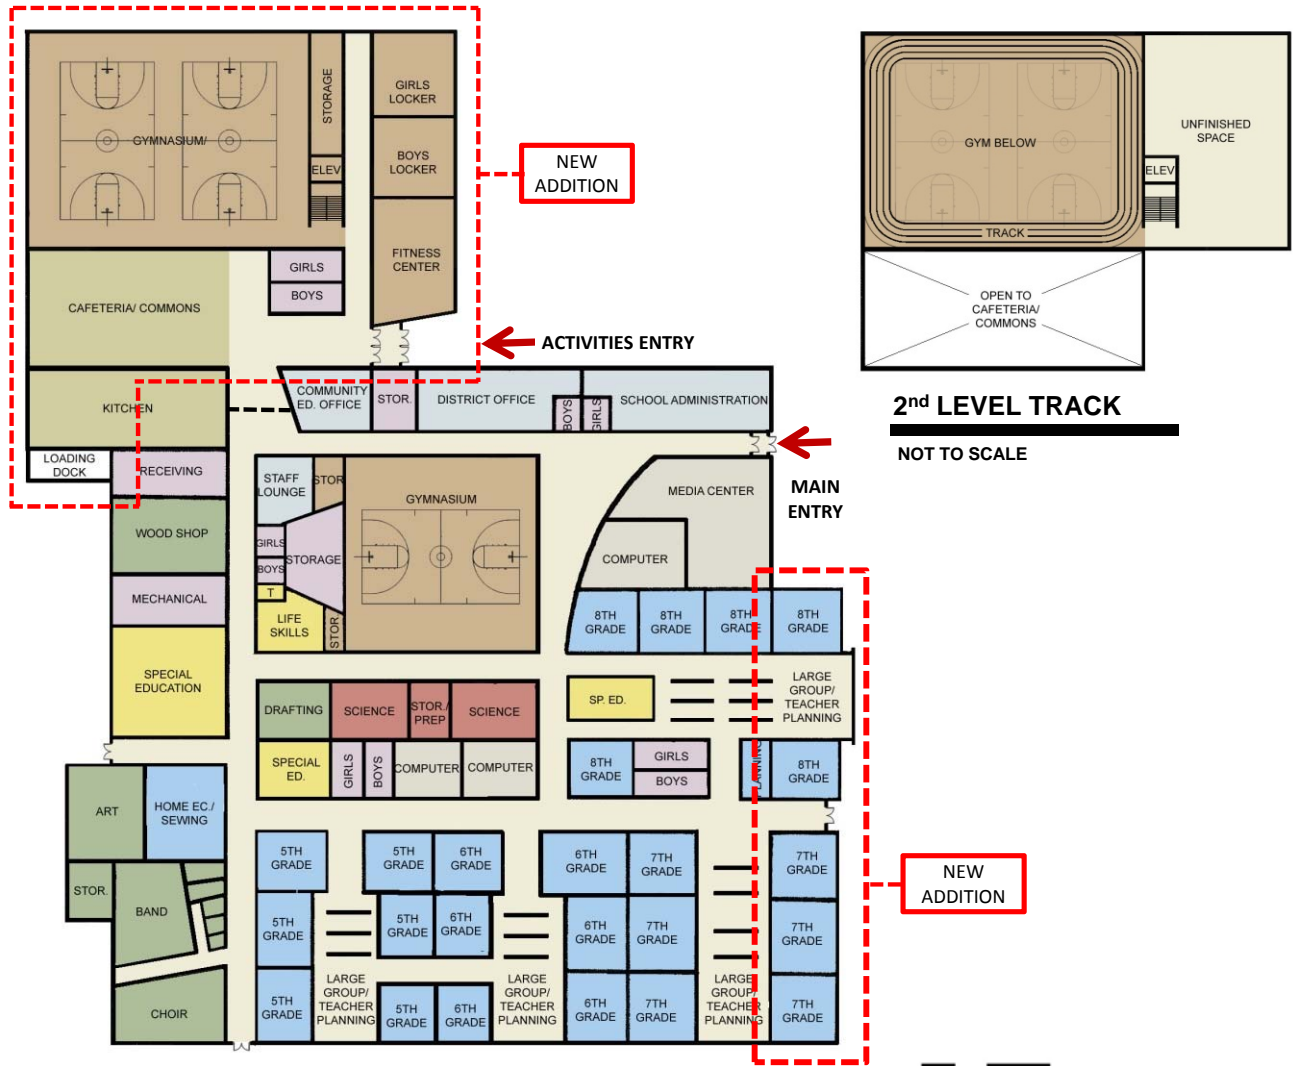 GYMNASIUM/
STORAGE
ELEV
GIRLS
LOCKER
BOYS
LOCKER
FITNESS
CENTER
NEW
ADDITION
GIRLS
BOYS
CAFETERIA/ COMMONS
ACTIVITIES ENTRY
KITCHEN
COMMUNITY
ED. OFFICE
STOR.
DISTRICT OFFICE
BOYS
GIRLS
SCHOOL ADMINISTRATION
LOADING
DOCK
RECEIVING
MAIN
ENTRY
GYM BELOW
TRACK
ELEV
UNFINISHED
SPACE
OPEN TO
CAFETERIA/
COMMONS
2nd LEVEL TRACK
NOT TO SCALE
WOOD SHOP
MECHANICAL
SPECIAL
EDUCATION
STAFF
LOUNGE
STOR
GYMNASIUM
GIRLS
BOYS
STORAGE
T
LIFE
SKILLS
STOR
MEDIA CENTER
COMPUTER
8TH
GRADE
8TH
GRADE
8TH
GRADE
8TH
GRADE
DRAFTING
SCIENCE
STOR./
PREP
SCIENCE
SP. ED.
LARGE
GROUP/
TEACHER
PLANNING
SPECIAL
ED.
GIRLS
BOYS
COMPUTER
COMPUTER
8TH
GRADE
GIRLS
BOYS
PLANNING
8TH
GRADE
ART
HOME EC./
SEWING
STOR.
BAND
CHOIR
5TH
GRADE
5TH
GRADE
6TH
GRADE
6TH
GRADE
7TH
GRADE
7TH
GRADE
NEW
ADDITION
5TH
GRADE
5TH
GRADE
6TH
GRADE
6TH
GRADE
7TH
GRADE
7TH
GRADE
5TH
GRADE
LARGE
GROUP/
TEACHER
PLANNING
5TH
GRADE
6TH
GRADE
LARGE
GROUP/
TEACHER
PLANNING
6TH
GRADE
7TH
GRADE
LARGE
GROUP/
TEACHER
PLANNING
7TH
GRADE